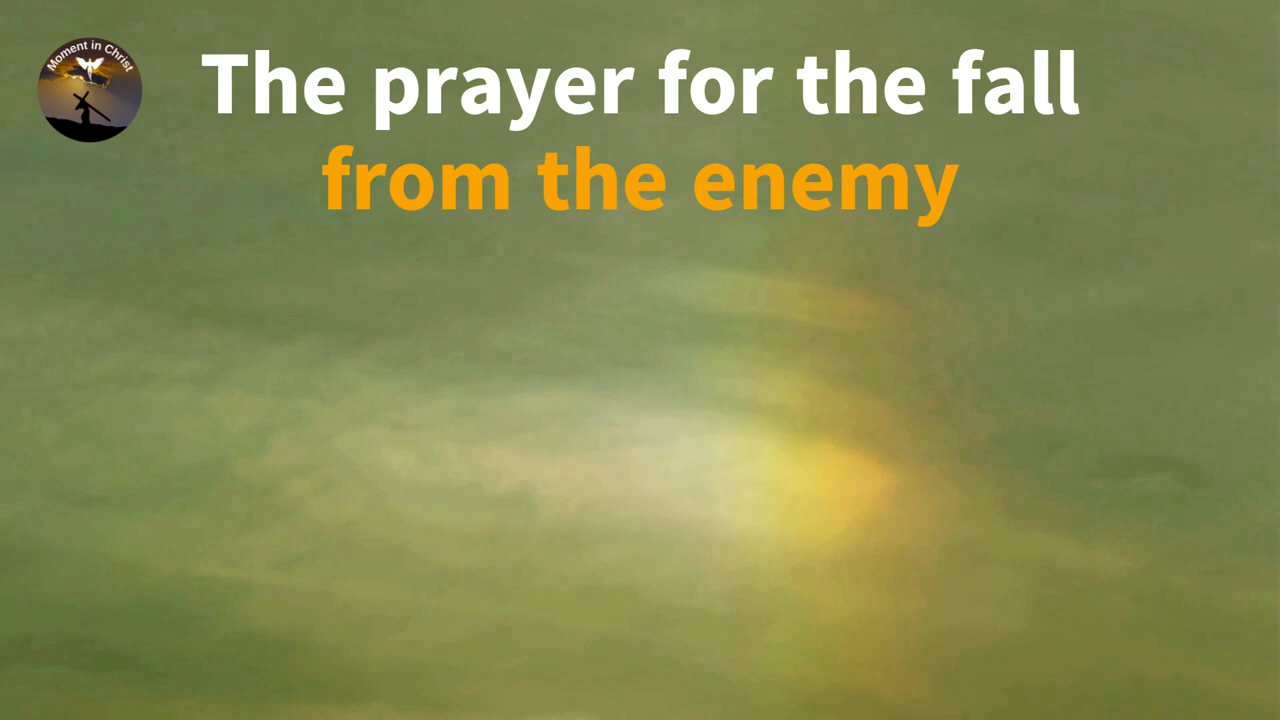 Moment in Christ
The prayer for the fall
from the enemy